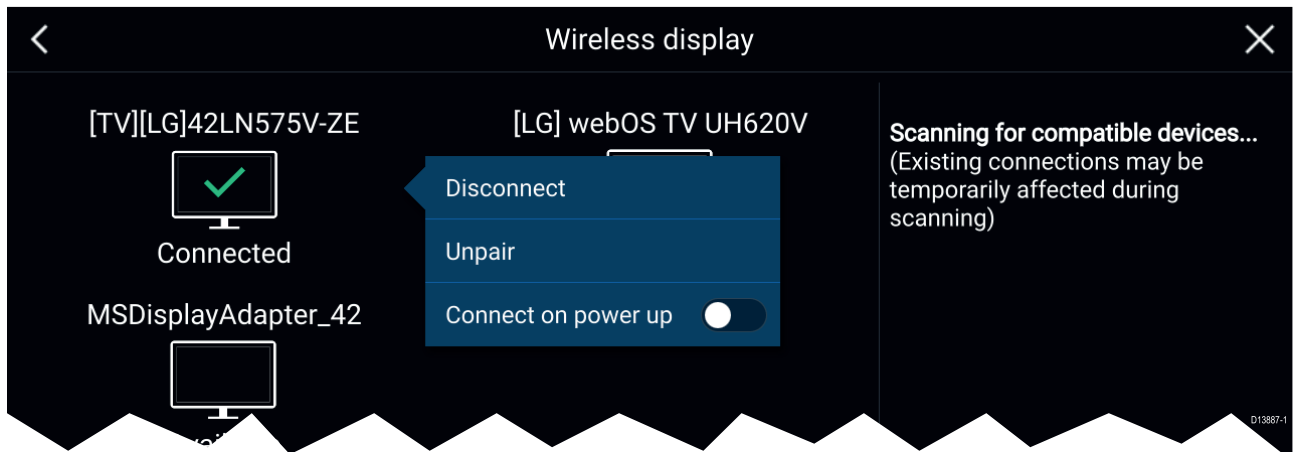 Wireless display
[TV][LG]42LN575V-ZE
[LG] webOS TV UH620V
Connected
MSDisplayAdapter_42
Disconnect
Unpair
Connect on power up
Scanning for compatible devices...
(Existing connections may be
temporarily affected during
scanning)
D13887-1